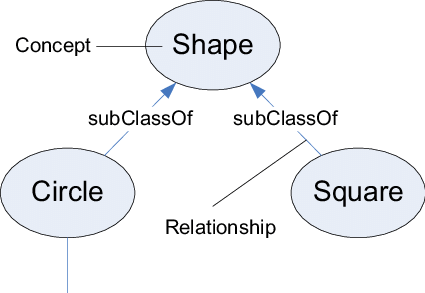 Concept
Shape
subClassOf
subClassOf
Circle
Square
Relationship